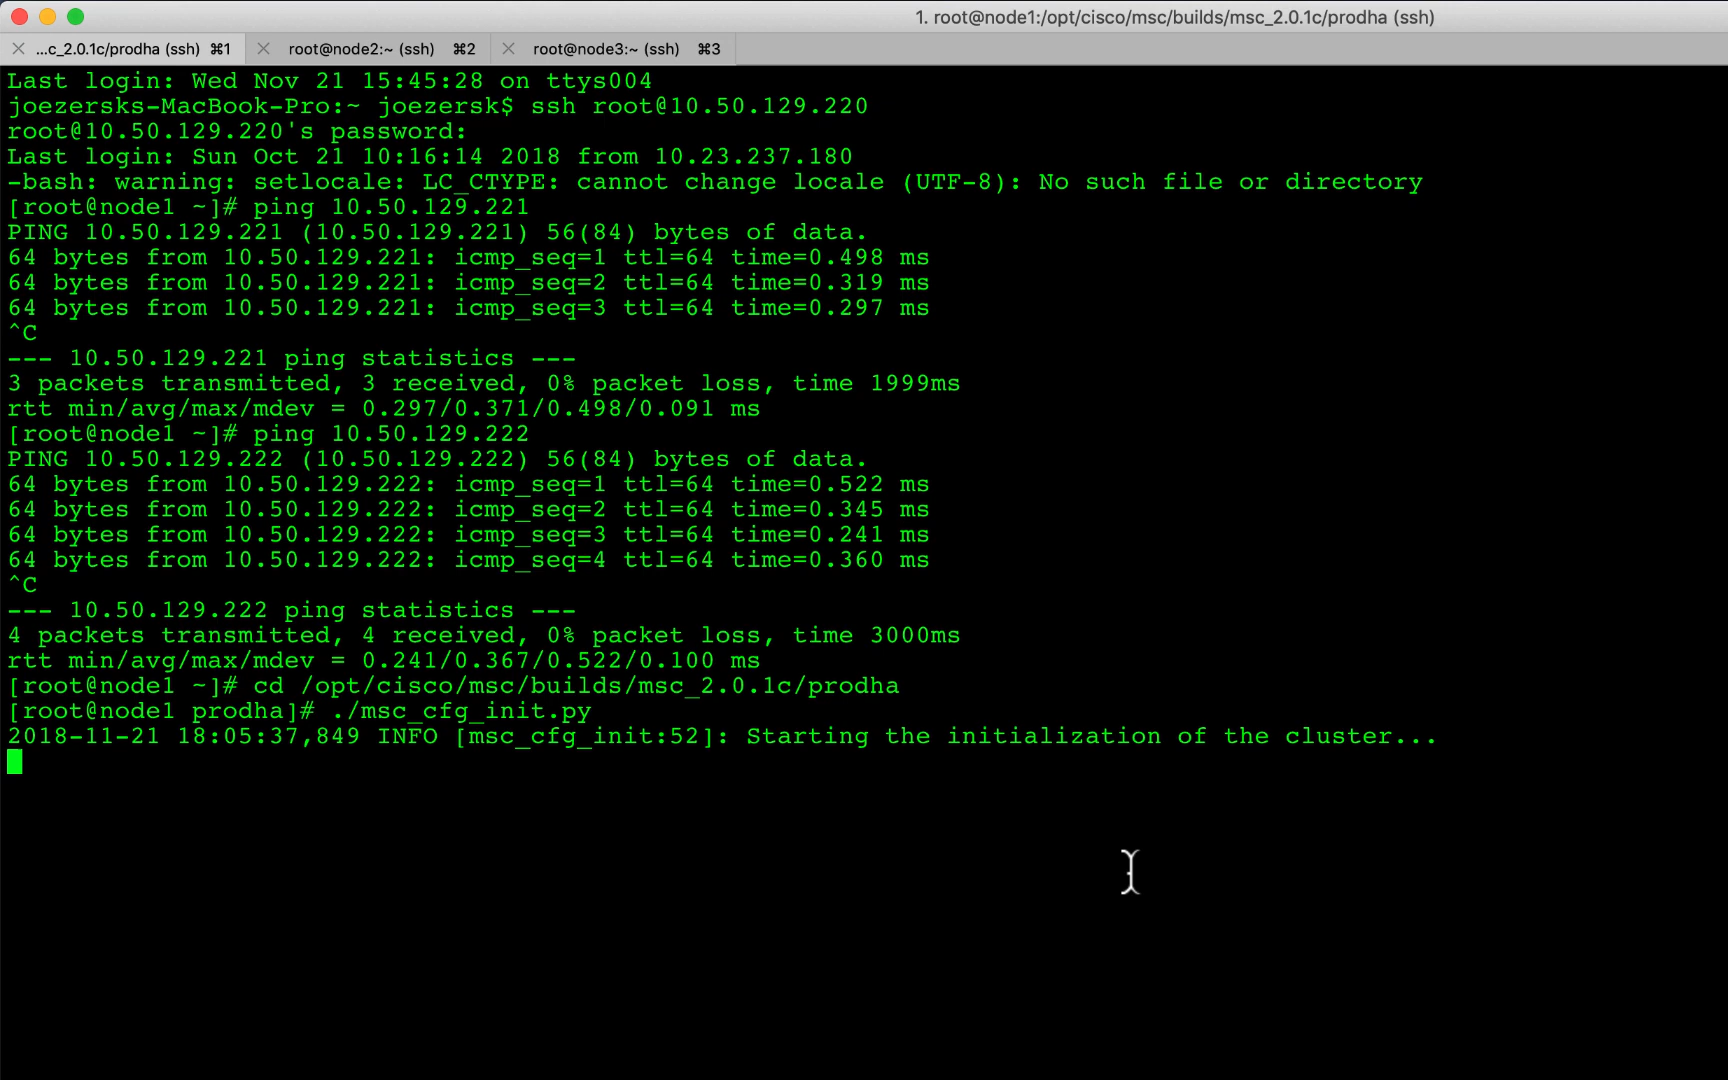 1. root@node1:/opt/cisco/msc/builds/msc_2.0.1c/prodha (ssh)
...c_2.0.1c/prodha (ssh) ⌘1 root@node2:~ (ssh) ⌘2 root@node3:~ (ssh) ⌘3
Last login: Wed Nov 21 15:45:28 on ttys004
joezersks-MacBook-Pro:~ joezersk$ ssh root@10.50.129.220
root@10.50.129.220's password:
Last login: Sun Oct 21 10:16:14 2018 from 10.23.237.180
-bash: warning: setlocale: LC_CTYPE: cannot change locale (UTF-8): No such file or directory
[root@node1 ~]# ping 10.50.129.221
PING 10.50.129.221 (10.50.129.221) 56(84) bytes of data.
64 bytes from 10.50.129.221: icmp_seq=1 ttl=64 time=0.498 ms
64 bytes from 10.50.129.221: icmp_seq=2 ttl=64 time=0.319 ms
64 bytes from 10.50.129.221: icmp_seq=3 ttl=64 time=0.297 ms
^C
--- 10.50.129.221 ping statistics ---
3 packets transmitted, 3 received, 0% packet loss, time 1999ms
rtt min/avg/max/mdev = 0.297/0.371/0.498/0.091 ms
[root@node1 ~]# ping 10.50.129.222
PING 10.50.129.222 (10.50.129.222) 56(84) bytes of data.
64 bytes from 10.50.129.222: icmp_seq=1 ttl=64 time=0.522 ms
64 bytes from 10.50.129.222: icmp_seq=2 ttl=64 time=0.345 ms
64 bytes from 10.50.129.222: icmp_seq=3 ttl=64 time=0.241 ms
64 bytes from 10.50.129.222: icmp_seq=4 ttl=64 time=0.360 ms
^C
--- 10.50.129.222 ping statistics ---
4 packets transmitted, 4 received, 0% packet loss, time 3000ms
rtt min/avg/max/mdev = 0.241/0.367/0.522/0.100 ms
[root@node1 ~]# cd /opt/cisco/msc/builds/msc_2.0.1c/prodha
[root@node1 prodha]# ./msc_cfg_init.py
2018-11-21 18:05:37,849 INFO [msc_cfg_init:52]: Starting the initialization of the cluster...